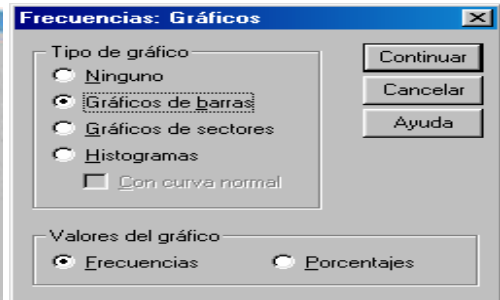 Frecuencias: Gráficos
Tipo de gráfico
Ninguno
Gráficos de barras
Gráficos de sectores
Histogramas
Con curva normal
Continuar
Cancelar
Ayuda
Valores del gráfico
Frecuencias
Porcentajes